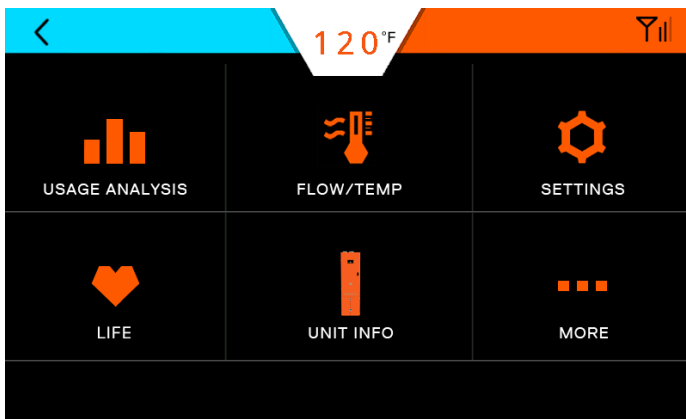 120°F
USAGE ANALYSIS
FLOW/TEMP
SETTINGS
LIFE
UNIT INFO
MORE